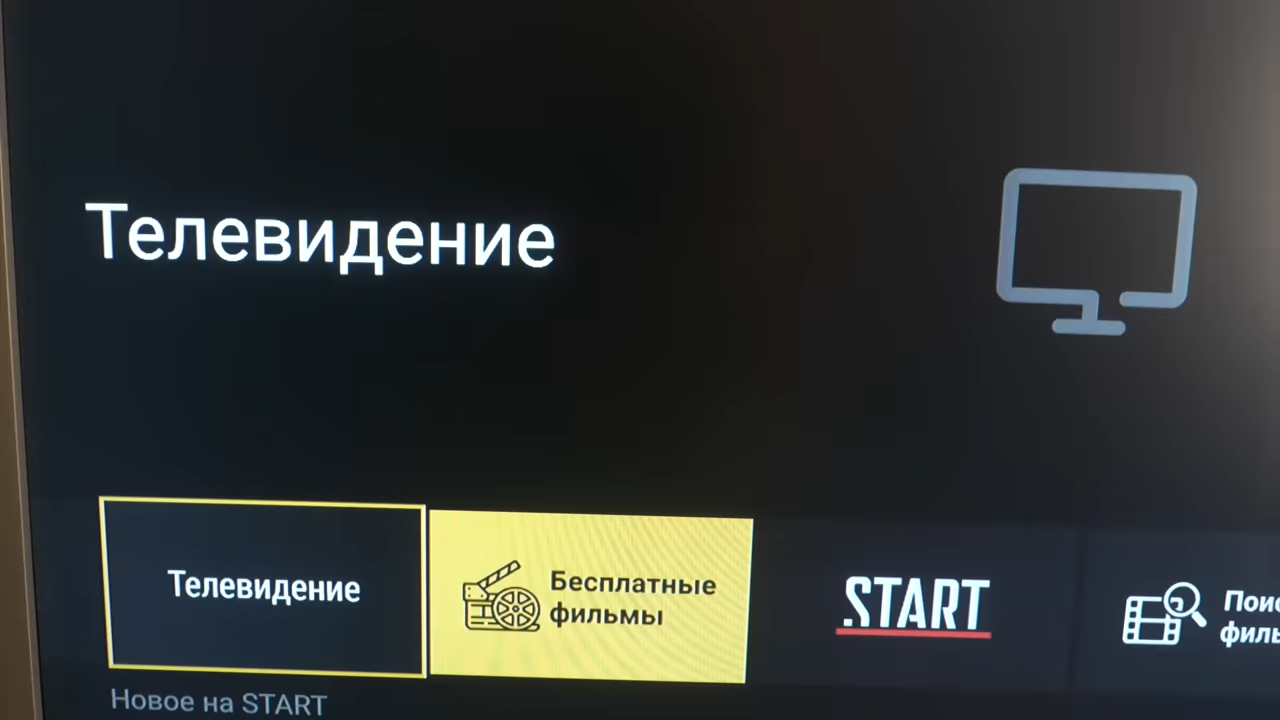 Телевидение
Телевидение
Бесплатные
фильмы
.START
Новое на START